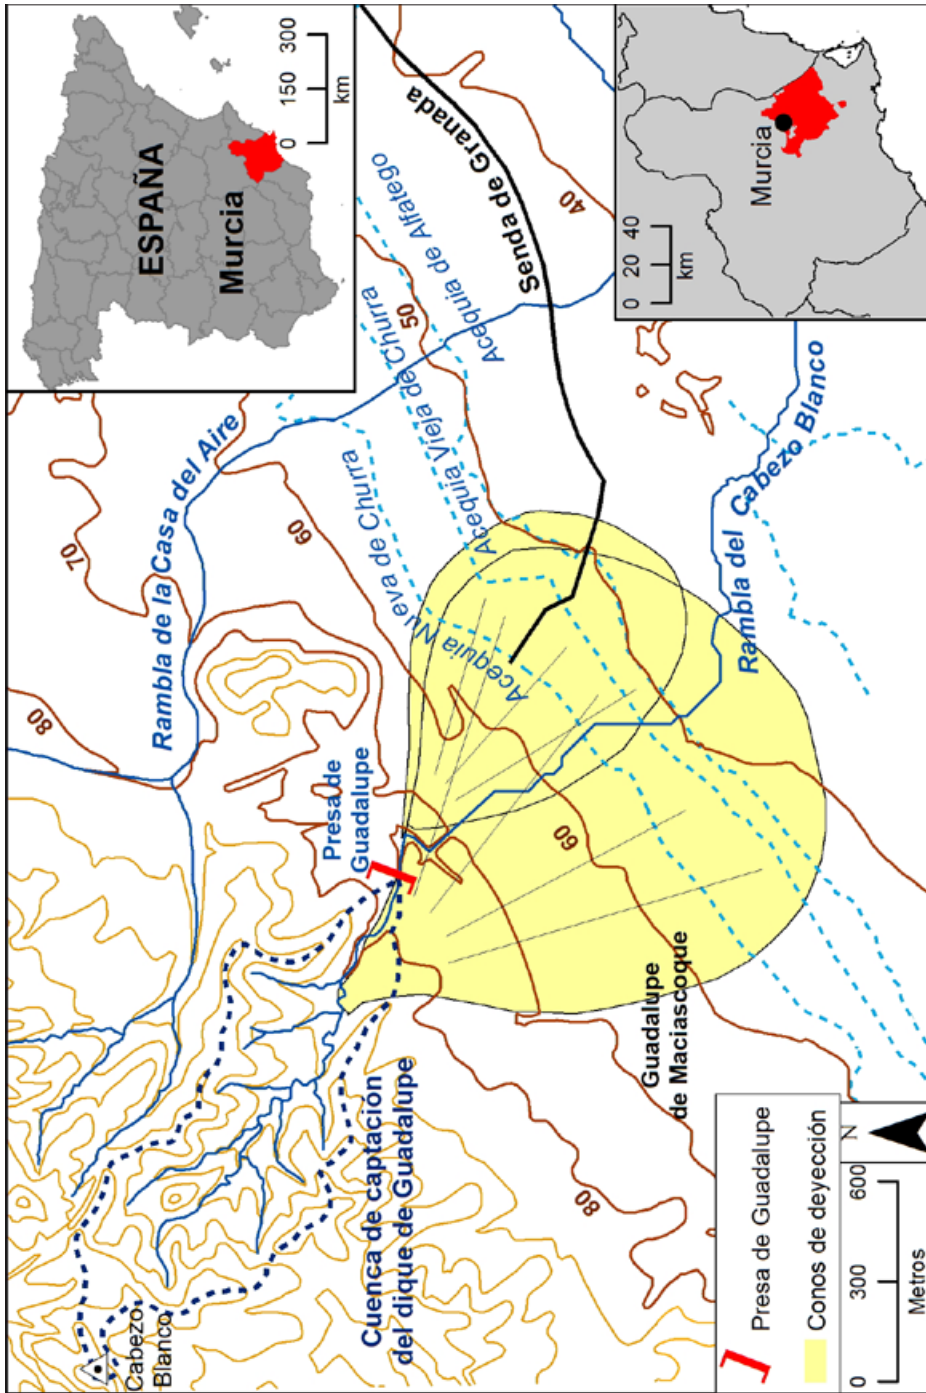 Cabezo
Blanco
Cuenca de captación
del dique de Guadalupe
Rambla de la Casa del Aire
80
70
60
Presa de
Guadalupe
Acequia Nueva de Churra
Acequia Vieja de Churra
Acequia de Alfatego
50
40
Senda de Granada
60
80
Guadalupe
de Maciascoque
Rambla del Cabezo Blanco
ESPAÑA
Murcia
0 150 300
km
Murcia
0 20 40
km
Presa de Guadalupe
Conos de deyección
0 300 600
Metros
N